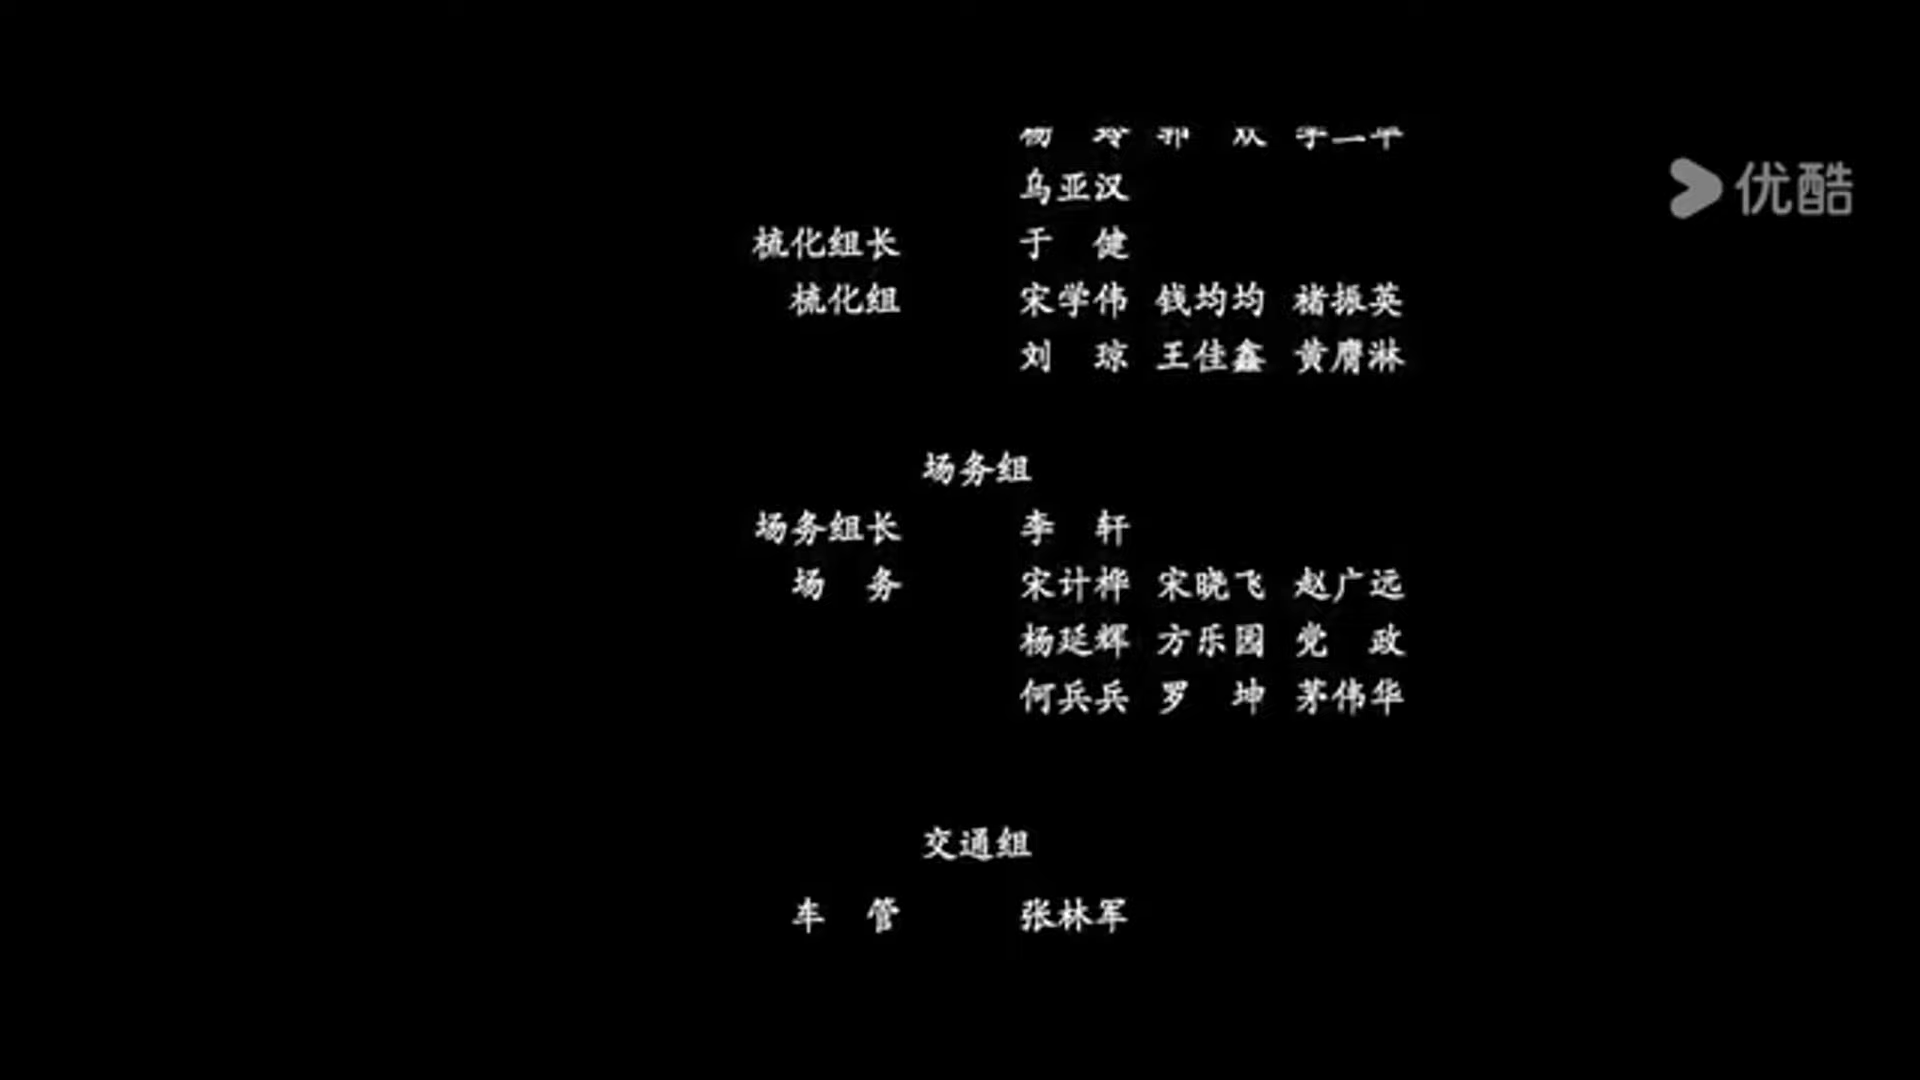 优酷
乌亚汉
梳化组长 于 健
梳化组 宋学伟 钱均均 褚振英
刘 琼 王佳鑫 黄膺淋
场务组
场务组长 李 轩
场 务 宋计桦 宋晓飞 赵广远
杨延辉 方乐园 党 政
何兵兵 罗 坤 茅伟华
交通组
车 管 张林军